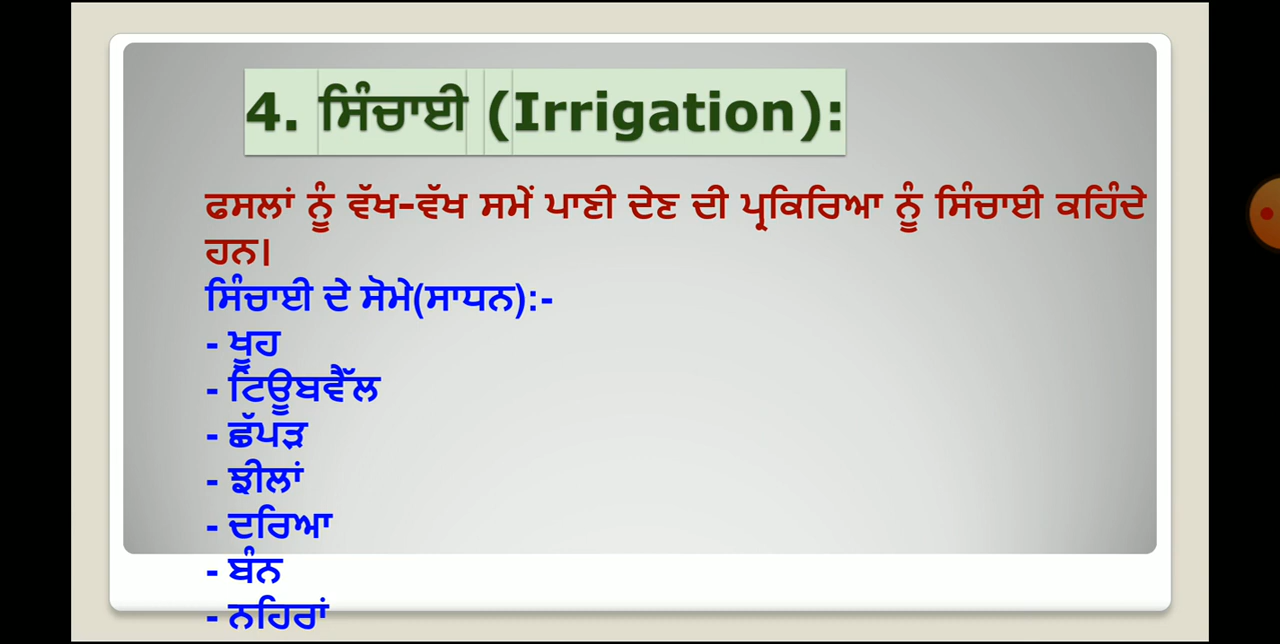 4. ਸਿੰਚਾਈ (Irrigation):
ਫਸਲਾਂ ਨੂੰ ਵੱਖ-ਵੱਖ ਸਮੇਂ ਪਾਣੀ ਦੇਣ ਦੀ ਪ੍ਰਕਿਰਿਆ ਨੂੰ ਸਿੰਚਾਈ ਕਹਿੰਦੇ
ਹਨ।
ਸਿੰਚਾਈ ਦੇ ਸੋਮੇ(ਸਾਧਨ):-
- ਖੂਹ
- ਟਿਊਬਵੈੱਲ
- ਛੱਪੜ
- ਝੀਲਾਂ
- ਦਰਿਆ
- ਬੰਨ
- ਨਹਿਰਾਂ